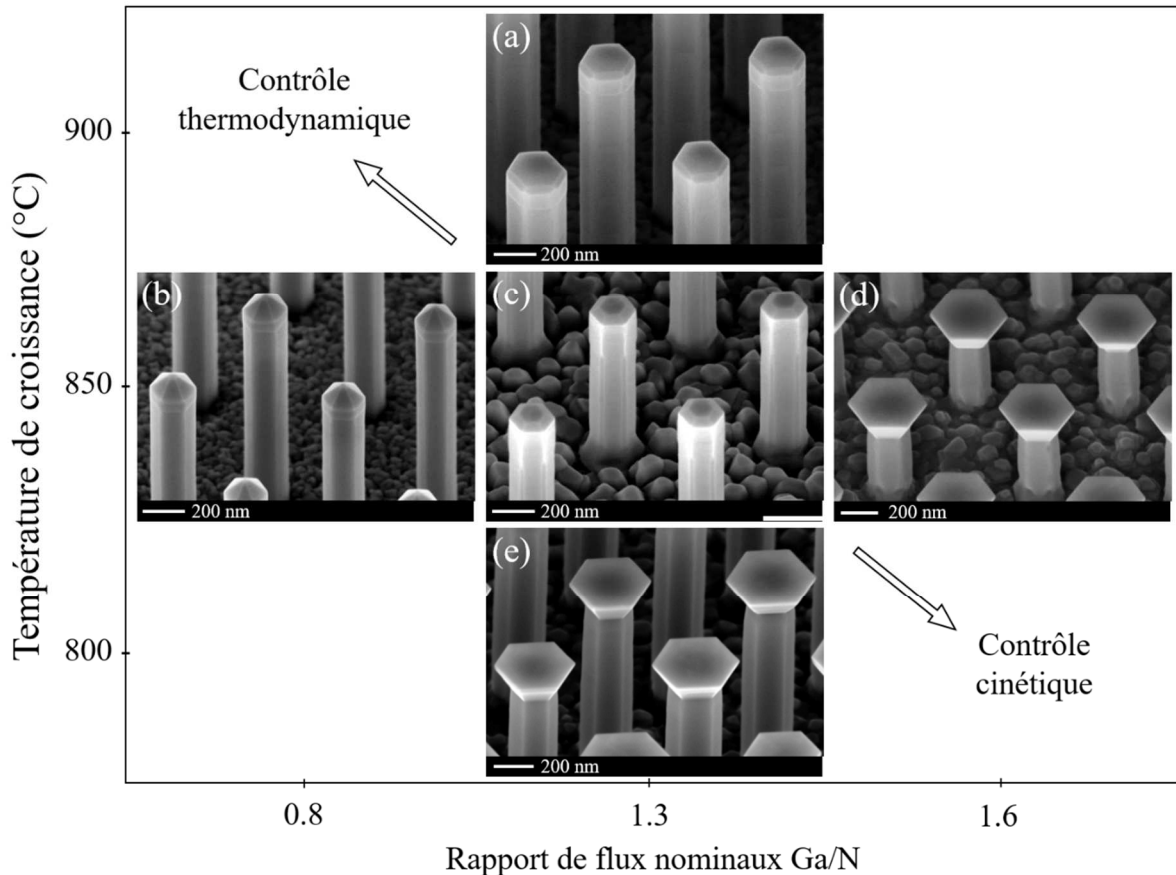 Température de croissance (°C)
900
850
800
Contrôle
thermodynamique
(a)
200 nm
(b)
200 nm
(c)
200 nm
(d)
200 nm
(e)
200 nm
Contrôle
cinétique
0.8
1.3
1.6
Rapport de flux nominaux Ga/N